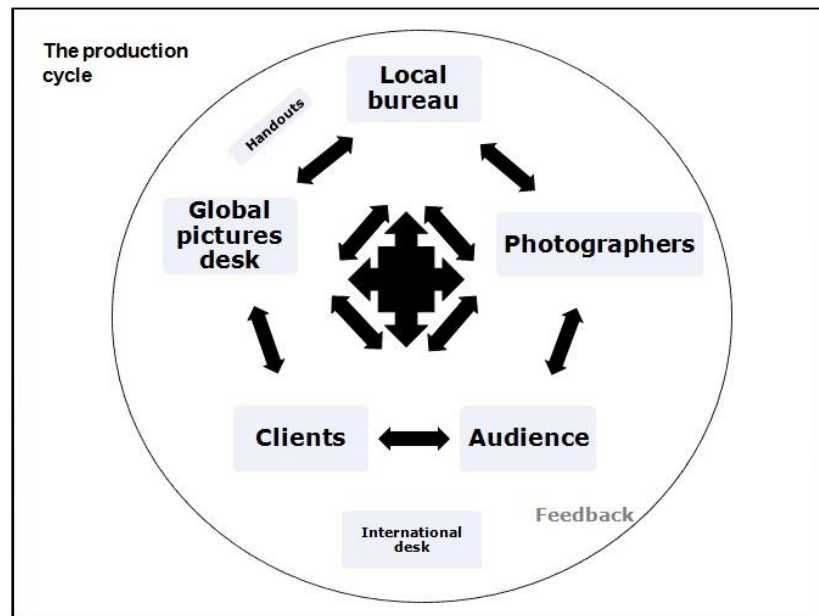 The production
cycle
Local
bureau
Handouts
Global
pictures
desk
Photographers
Clients
Audience
Feedback
International
desk